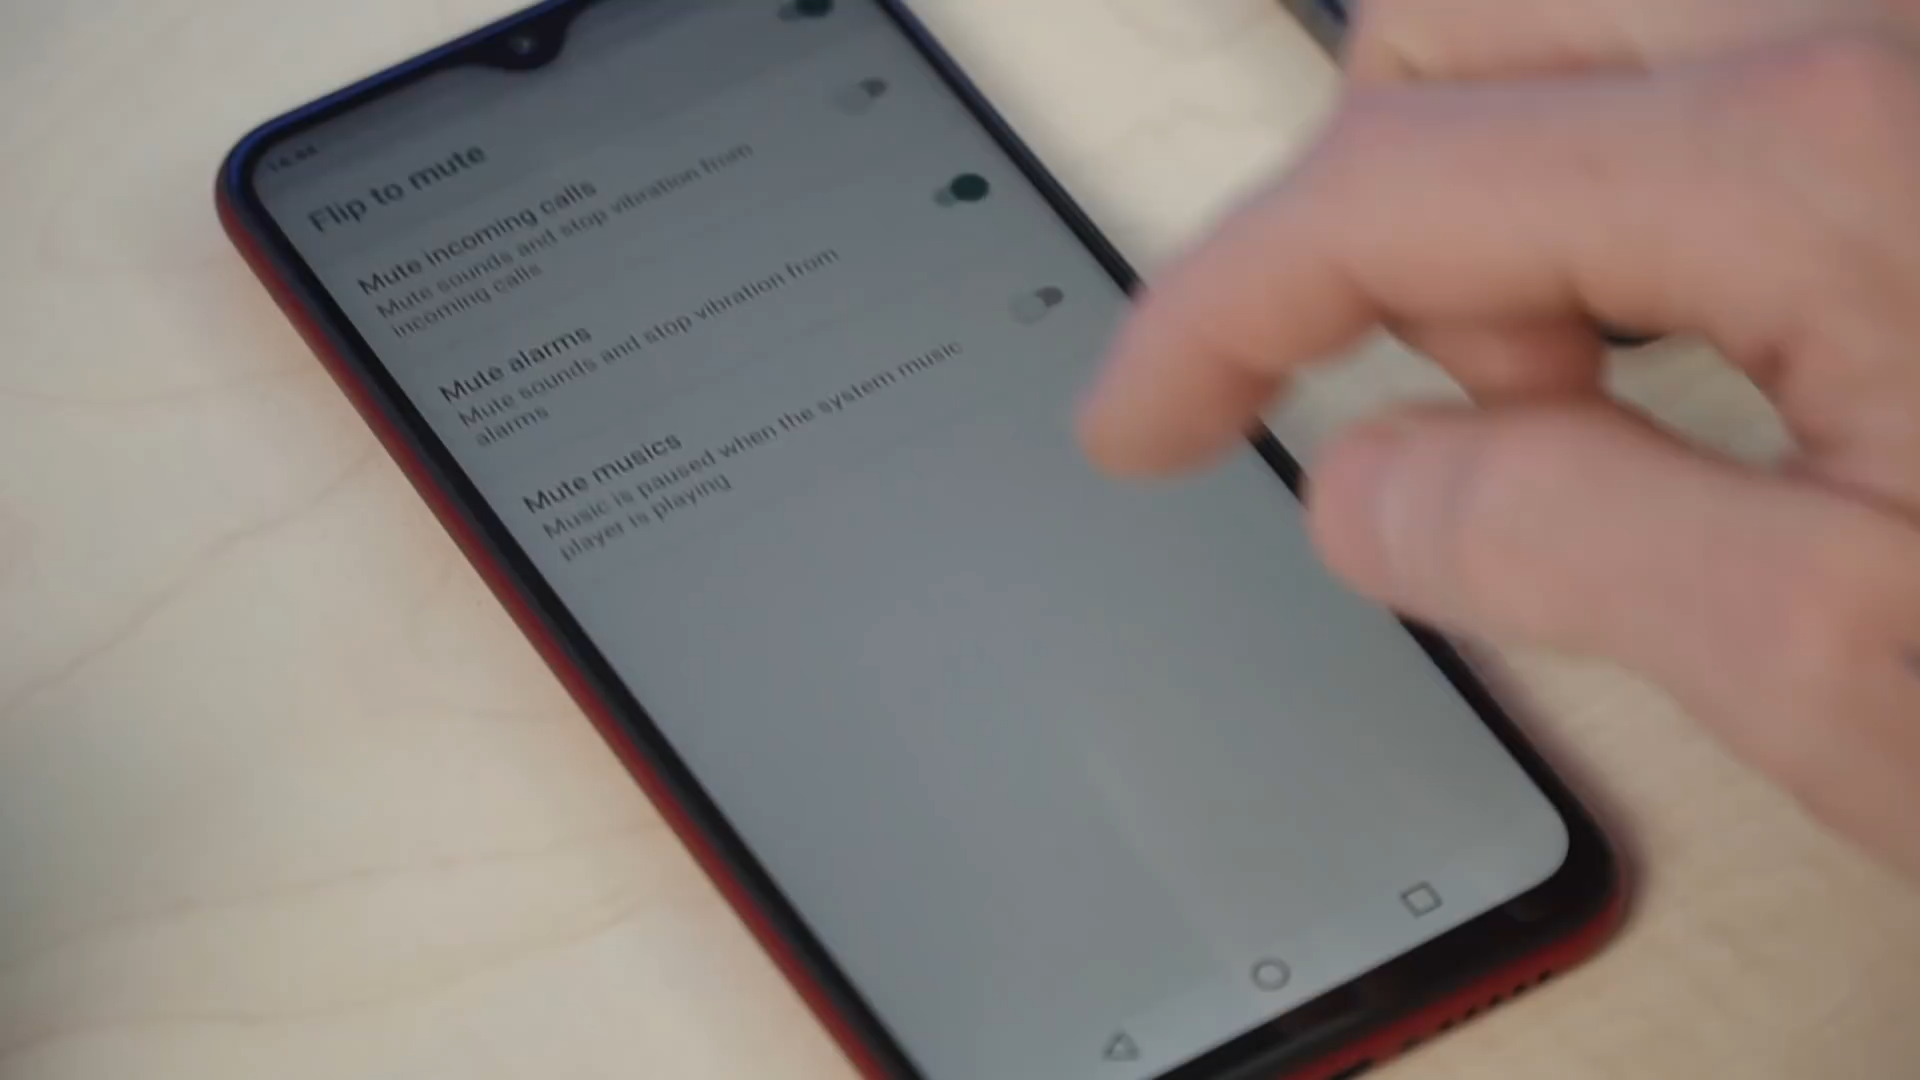 Flip to mute
Mute incoming calls
Mute sounds and stop vibration from
incoming calls
Mute alarms
Mute sounds and stop vibration from
alarms
Mute musics
Music is paused when the system music
player is playing